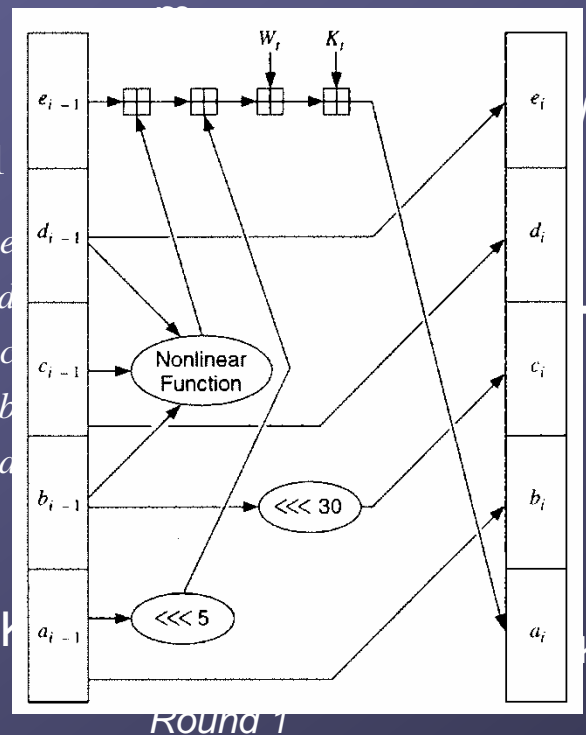 W_t K_t
e_{i-1} e_i
d_{i-1} d_i
c_{i-1} Nonlinear Function c_i
b_{i-1} <<< 30 b_i
a_{i-1} <<< 5 a_i
Round 1